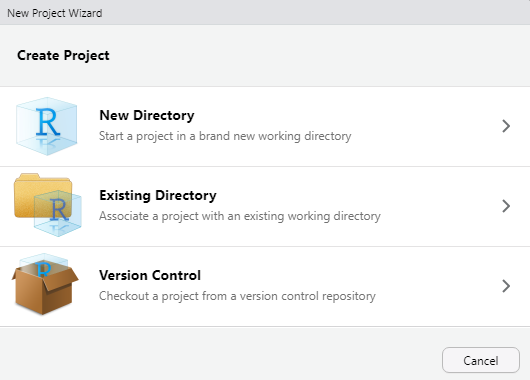 New Project Wizard
Create Project
R
New Directory
Start a project in a brand new working directory
R
Existing Directory
Associate a project with an existing working directory
Version Control
Checkout a project from a version control repository
Cancel